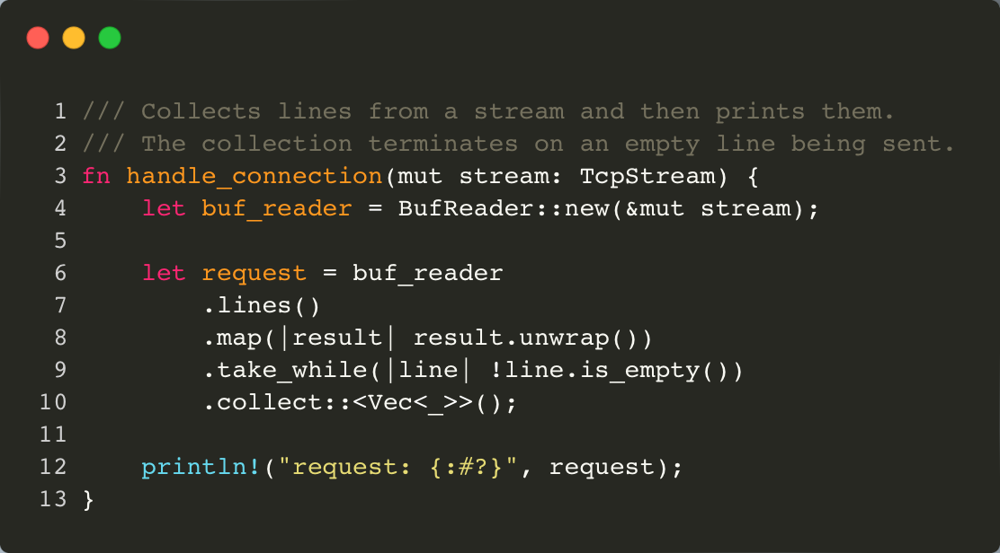 1 /// Collects lines from a stream and then prints them.
2 /// The collection terminates on an empty line being sent.
3 fn handle_connection(mut stream: TcpStream) {
4     let buf_reader = BufReader::new(&mut stream);
5
6     let request = buf_reader
7         .lines()
8         .map(|result| result.unwrap())
9         .take_while(|line| !line.is_empty())
10         .collect::<Vec<_>>();
11
12     println!("request: {:#?}", request);
13 }